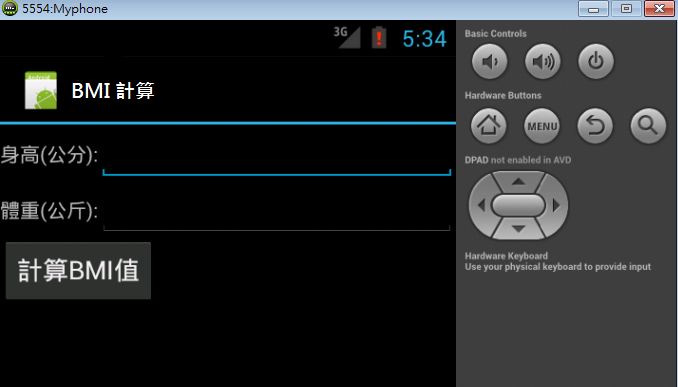 5554:Myphone
3G
5:34
Android
BMI 計算
身高(公分):
體重(公斤):
計算BMI值
Basic Controls
Hardware Buttons
MENU
DPAD not enabled in AVD
Hardware Keyboard
Use your physical keyboard to provide input